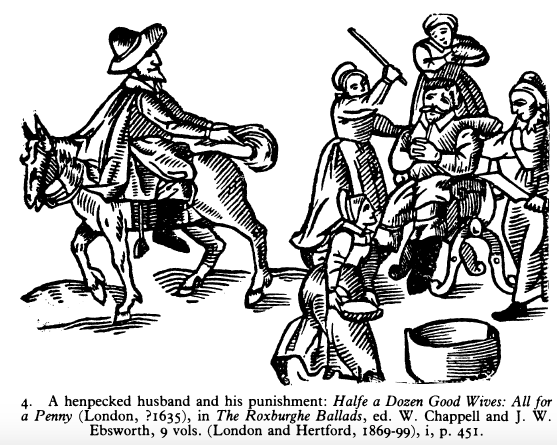 4. A henpecked husband and his punishment: Halfe a Dozen Good Wives: All for
a Penny (London, ?1635), in The Roxburghe Ballads, ed. W. Chappell and J. W.
Ebsworth, 9 vols. (London and Hertford, 1869-99), i, p. 451.